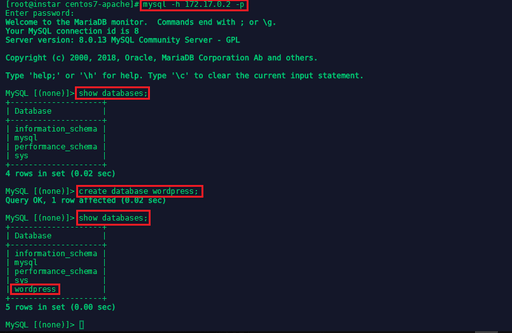 [root@instar centos7-apache]# mysql -h 172.17.0.2 -p
Enter password:
Welcome to the MariaDB monitor.  Commands end with ; or \g.
Your MySQL connection id is 8
Server version: 8.0.13 MySQL Community Server - GPL

Copyright (c) 2000, 2018, Oracle, MariaDB Corporation Ab and others.

Type 'help;' or '\h' for help. Type '\c' to clear the current input statement.

MySQL [(none)]> show databases;
+--------------------+
| Database           |
+--------------------+
| information_schema |
| mysql              |
| performance_schema |
| sys                |
+--------------------+
4 rows in set (0.02 sec)

MySQL [(none)]> create database wordpress;
Query OK, 1 row affected (0.02 sec)

MySQL [(none)]> show databases;
+--------------------+
| Database           |
+--------------------+
| information_schema |
| mysql              |
| performance_schema |
| sys                |
| wordpress          |
+--------------------+
5 rows in set (0.00 sec)

MySQL [(none)]>